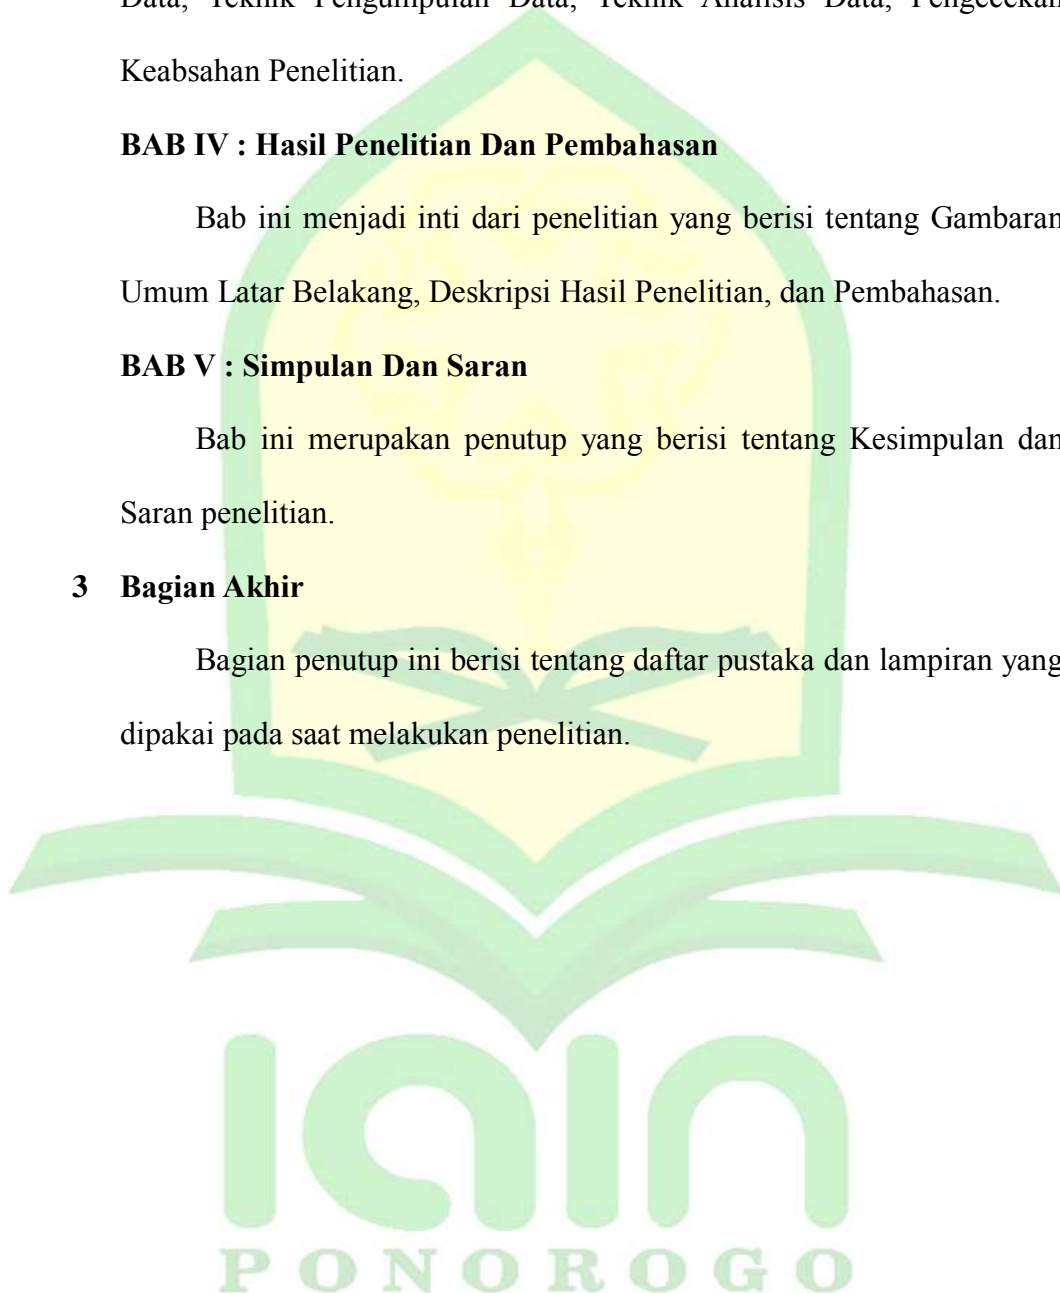 Data, Teknik Pengumpulan Data, Teknik Analisis Data, Pengecekan
Keabsahan Penelitian.
BAB IV : Hasil Penelitian Dan Pembahasan
Bab ini menjadi inti dari penelitian yang berisi tentang Gambaran
Umum Latar Belakang, Deskripsi Hasil Penelitian, dan Pembahasan.
BAB V : Simpulan Dan Saran
Bab ini merupakan penutup yang berisi tentang Kesimpulan dan
Saran penelitian.
3 Bagian Akhir
Bagian penutup ini berisi tentang daftar pustaka dan lampiran yang
dipakai pada saat melakukan penelitian.
iain
PONOROGO